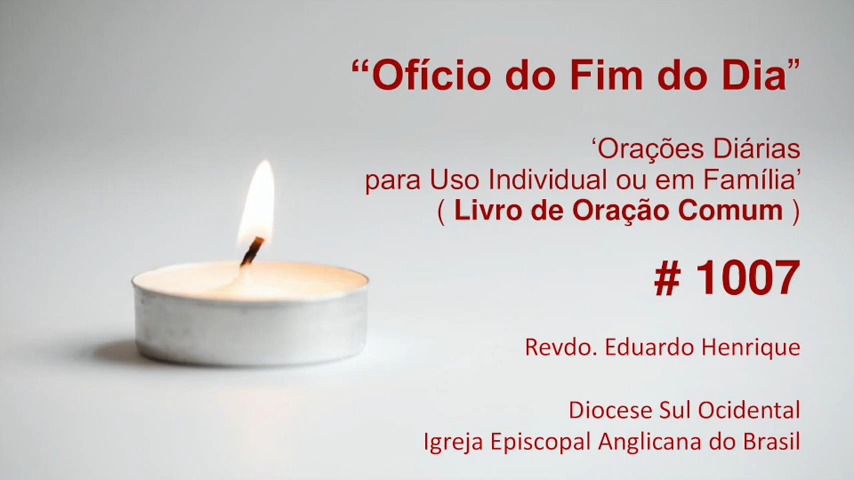 “Ofício do Fim do Dia”
‘Orações Diárias
para Uso Individual ou em Família’
( Livro de Oração Comum )
# 1007
Revdo. Eduardo Henrique
Diocese Sul Ocidental
Igreja Episcopal Anglicana do Brasil